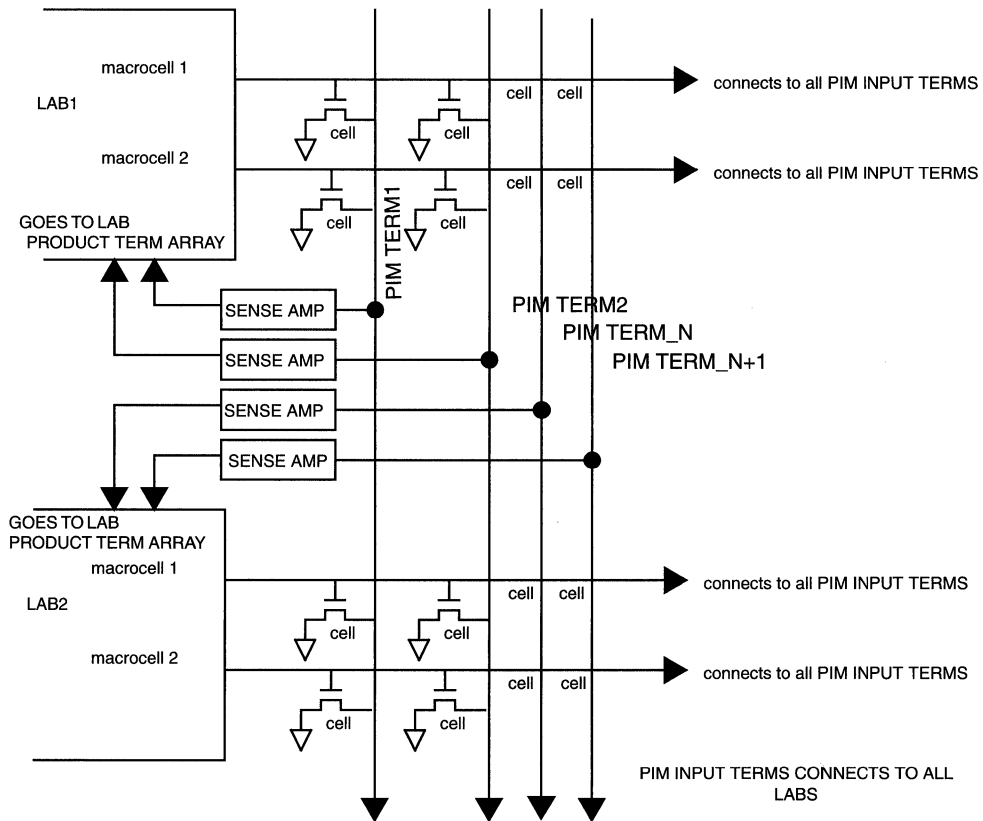 macrocell 1
connects to all PIM INPUT TERMS
cell cell
LAB1
cell cell
macrocell 2
connects to all PIM INPUT TERMS
cell cell
cell cell
GOES TO LAB
PRODUCT TERM ARRAY
PIM TERM1
SENSE AMP
PIM TERM2
PIM TERM_N
SENSE AMP
PIM TERM_N+1
SENSE AMP
SENSE AMP
GOES TO LAB
PRODUCT TERM ARRAY
macrocell 1
connects to all PIM INPUT TERMS
cell cell
LAB2
cell cell
macrocell 2
connects to all PIM INPUT TERMS
cell cell
cell cell
PIM INPUT TERMS CONNECTS TO ALL
LABS